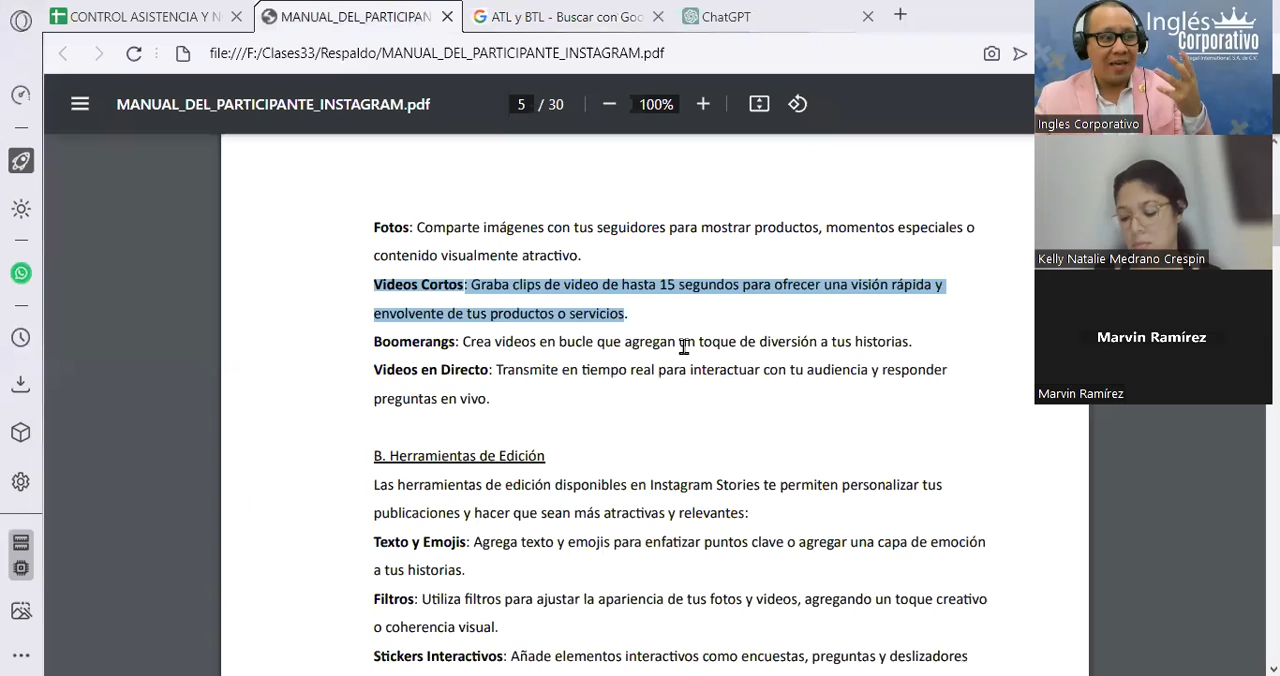 CONTROL ASISTENCIA Y N
MANUAL_DEL_PARTICIPAN
ATL y BTL - Buscar con Goo
ChatGPT
file:///F:/Clases33/Respaldo/MANUAL_DEL_PARTICIPANTE_INSTAGRAM.pdf
MANUAL_DEL_PARTICIPANTE_INSTAGRAM.pdf
5 / 30
100%
Inglés
Corporativo
Ingles Corporativo
Kelly Natalie Medrano Crespin
Marvin Ramírez
Marvin Ramírez
Fotos: Comparte imágenes con tus seguidores para mostrar productos, momentos especiales o
contenido visualmente atractivo.
Videos Cortos: Graba clips de video de hasta 15 segundos para ofrecer una visión rápida y
envolvente de tus productos o servicios.
Boomerangs: Crea videos en bucle que agregan un toque de diversión a tus historias.
Videos en Directo: Transmite en tiempo real para interactuar con tu audiencia y responder
preguntas en vivo.
B. Herramientas de Edición
Las herramientas de edición disponibles en Instagram Stories te permiten personalizar tus
publicaciones y hacer que sean más atractivas y relevantes:
Texto y Emojis: Agrega texto y emojis para enfatizar puntos clave o agregar una capa de emoción
a tus historias.
Filtros: Utiliza filtros para ajustar la apariencia de tus fotos y videos, agregando un toque creativo
o coherencia visual.
Stickers Interactivos: Añade elementos interactivos como encuestas, preguntas y deslizadores